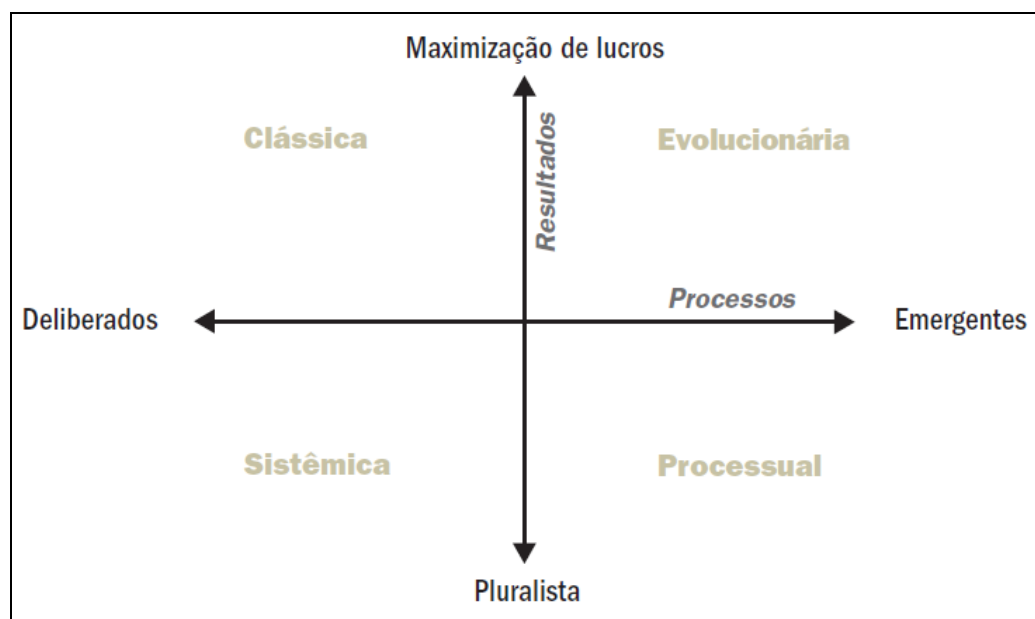 Maximização de lucros
Clássica
Resultados
Evolucionária
Processos
Deliberados
Emergentes
Sistêmica
Processual
Pluralista